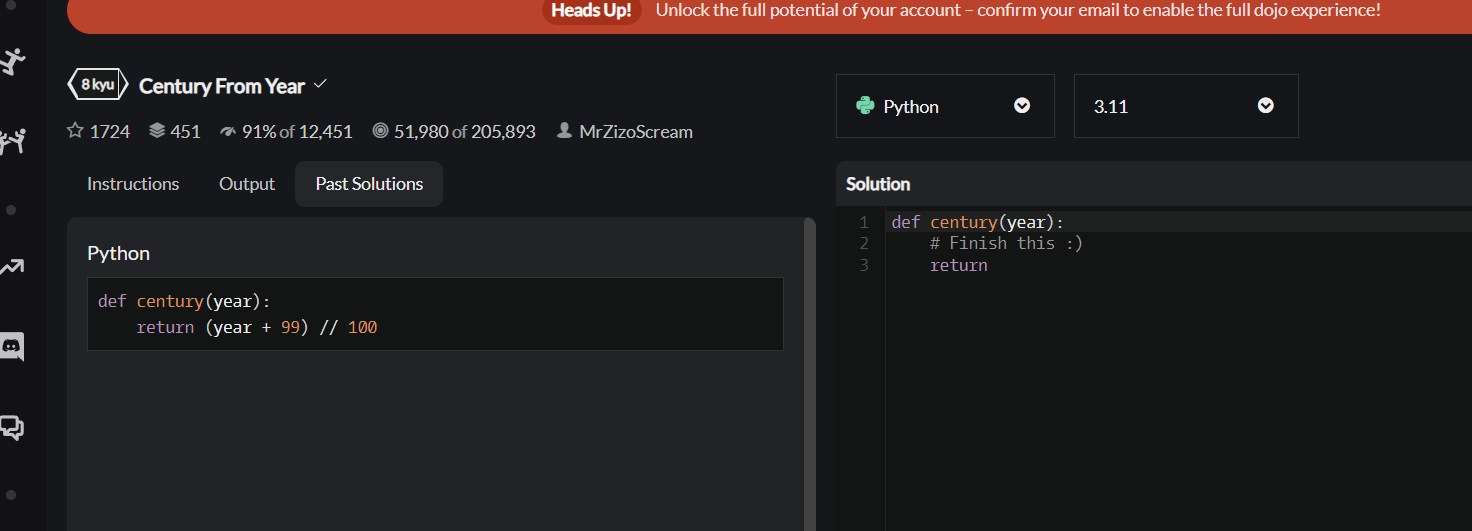 Heads Up! Unlock the full potential of your account – confirm your email to enable the full dojo experience!
8 kyu Century From Year
1724 451 91% of 12,451 51,980 of 205,893 MrZizoScream
Python 3.11
Instructions Output Past Solutions
Python
def century(year):
    return (year + 99) // 100
Solution
1 def century(year):
2     # Finish this :)
3     return